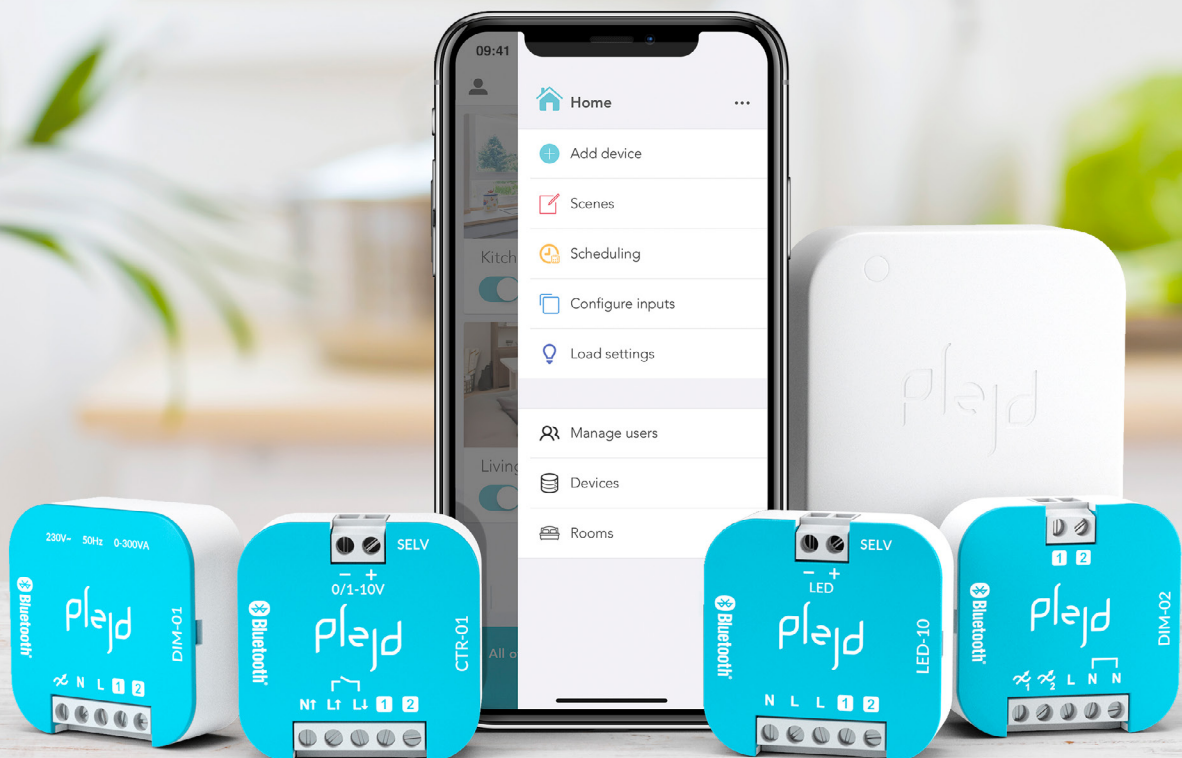 09:41
Home
Add device
Scenes
Scheduling
Configure inputs
Load settings
Manage users
Devices
Rooms
Kitch
Living
All o
plejd
230V~ 50Hz 0-300VA
Bluetooth®
plejd
DIM-01
N L 1 2
SELV
− +
0/1-10V
Bluetooth®
plejd
CTR-01
N↑ L↑ L↓ 1 2
SELV
− +
LED
Bluetooth®
plejd
LED-10
N L L 1 2
1 2
Bluetooth®
plejd
DIM-02
1 2 L N N